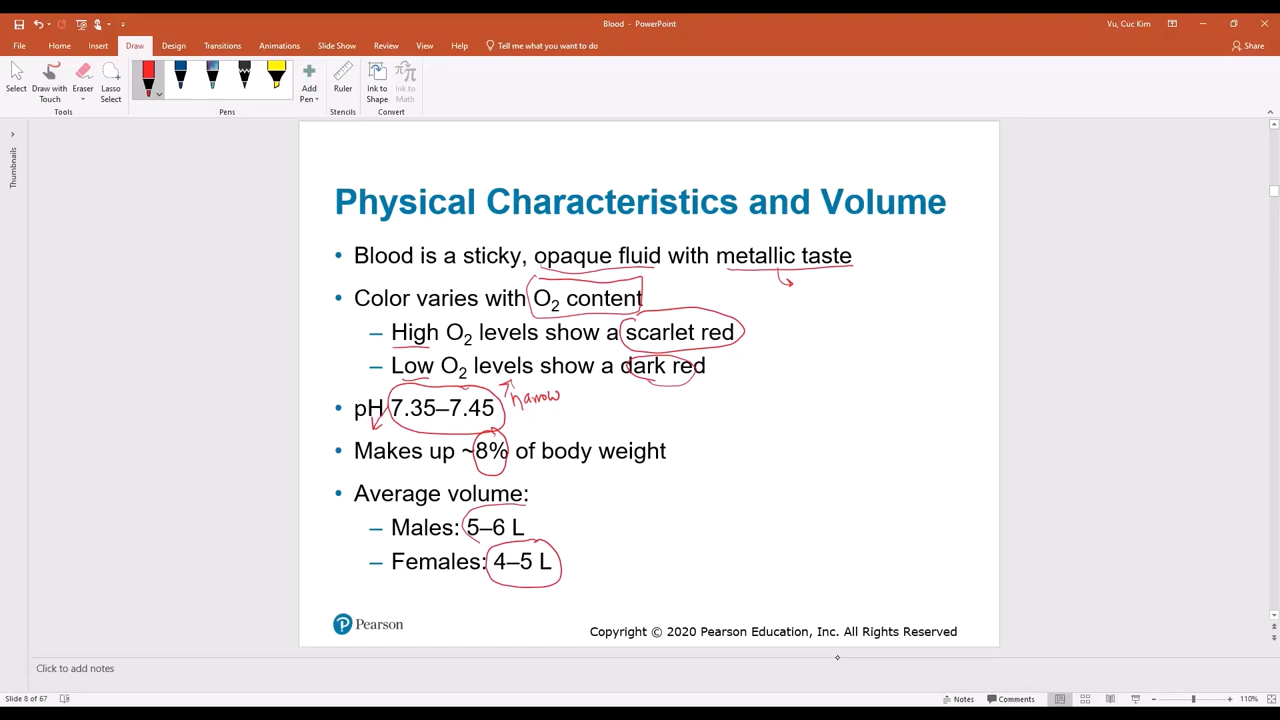 Blood - PowerPoint
Vu, Cuc Kim
File Home Insert Draw Design Transitions Animations Slide Show Review View Help Tell me what you want to do Share
Select Draw with Touch Eraser Lasso Select Add Pen Ruler Ink to Shape Ink to Math
Tools Pens Stencils Convert
Thumbnails
Physical Characteristics and Volume
• Blood is a sticky, opaque fluid with metallic taste
• Color varies with O₂ content
– High O₂ levels show a scarlet red
– Low O₂ levels show a dark red
narrow
• pH 7.35–7.45
• Makes up ~8% of body weight
• Average volume:
– Males: 5–6 L
– Females: 4–5 L
Pearson
Copyright © 2020 Pearson Education, Inc. All Rights Reserved
Click to add notes
Slide 8 of 67 Notes Comments 110%